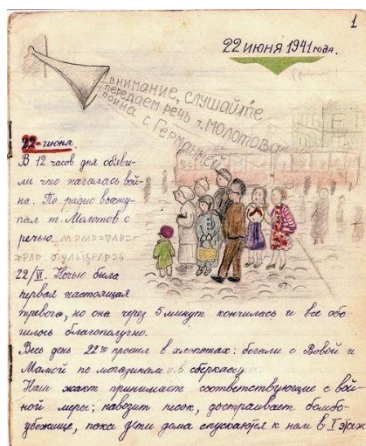 1
22 июня 1941 года.
внимание, слушайте
передаем речь т. Молотова
война с Германией
22-июня
В 12 часов дня объяви-
ли что началась вой-
на. По радио высту-
пал т. Молотов с
речью.
22/VI. Ночью была
первая настоящая
тревога, но она через 5 минут кончилась и все обо
шлось благополучно.
Весь день 22го прошел в хлопотах: бегали с Вовой и
Мамой по магазинам и в сберкассу
Наш жакт принимает соответствующие с вой-
ной меры; наводит песок, достраивает бомбо-
убежище, пока дети дома спускаются к нам в I этаж